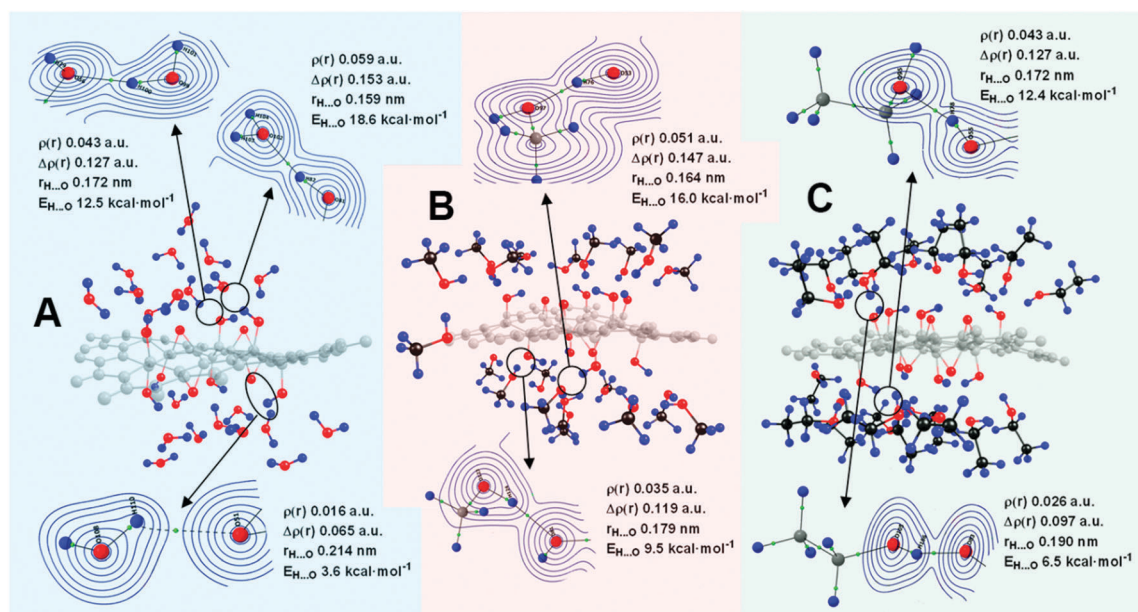 ρ(r) 0.059 a.u.
Δρ(r) 0.153 a.u.
rH...O 0.159 nm
EH...O 18.6 kcal·mol⁻¹
ρ(r) 0.043 a.u.
Δρ(r) 0.127 a.u.
rH...O 0.172 nm
EH...O 12.5 kcal·mol⁻¹
A
ρ(r) 0.016 a.u.
Δρ(r) 0.065 a.u.
rH...O 0.214 nm
EH...O 3.6 kcal·mol⁻¹
ρ(r) 0.051 a.u.
Δρ(r) 0.147 a.u.
rH...O 0.164 nm
EH...O 16.0 kcal·mol⁻¹
B
ρ(r) 0.035 a.u.
Δρ(r) 0.119 a.u.
rH...O 0.179 nm
EH...O 9.5 kcal·mol⁻¹
ρ(r) 0.043 a.u.
Δρ(r) 0.127 a.u.
rH...O 0.172 nm
EH...O 12.4 kcal·mol⁻¹
C
ρ(r) 0.026 a.u.
Δρ(r) 0.097 a.u.
rH...O 0.190 nm
EH...O 6.5 kcal·mol⁻¹